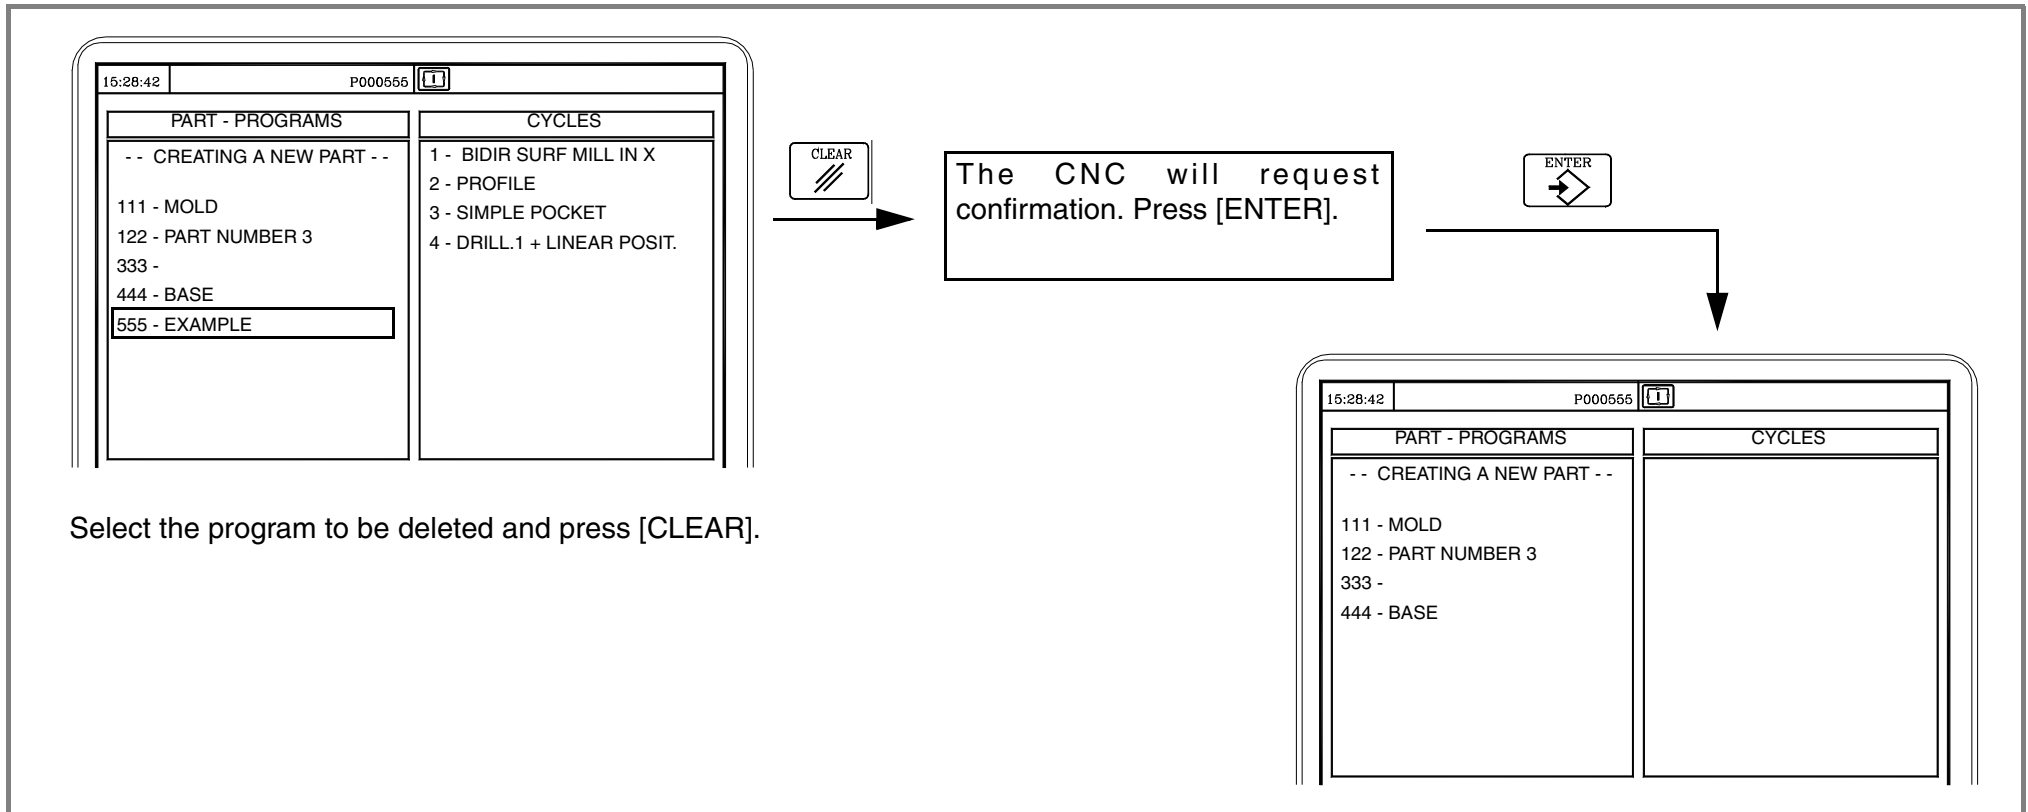 15:28:42 P000555
PART - PROGRAMS CYCLES
- - CREATING A NEW PART - -
111 - MOLD
122 - PART NUMBER 3
333 -
444 - BASE
555 - EXAMPLE
1 - BIDIR SURF MILL IN X
2 - PROFILE
3 - SIMPLE POCKET
4 - DRILL.1 + LINEAR POSIT.
Select the program to be deleted and press [CLEAR].
CLEAR
The CNC will request
confirmation. Press [ENTER].
ENTER
15:28:42 P000555
PART - PROGRAMS CYCLES
- - CREATING A NEW PART - -
111 - MOLD
122 - PART NUMBER 3
333 -
444 - BASE